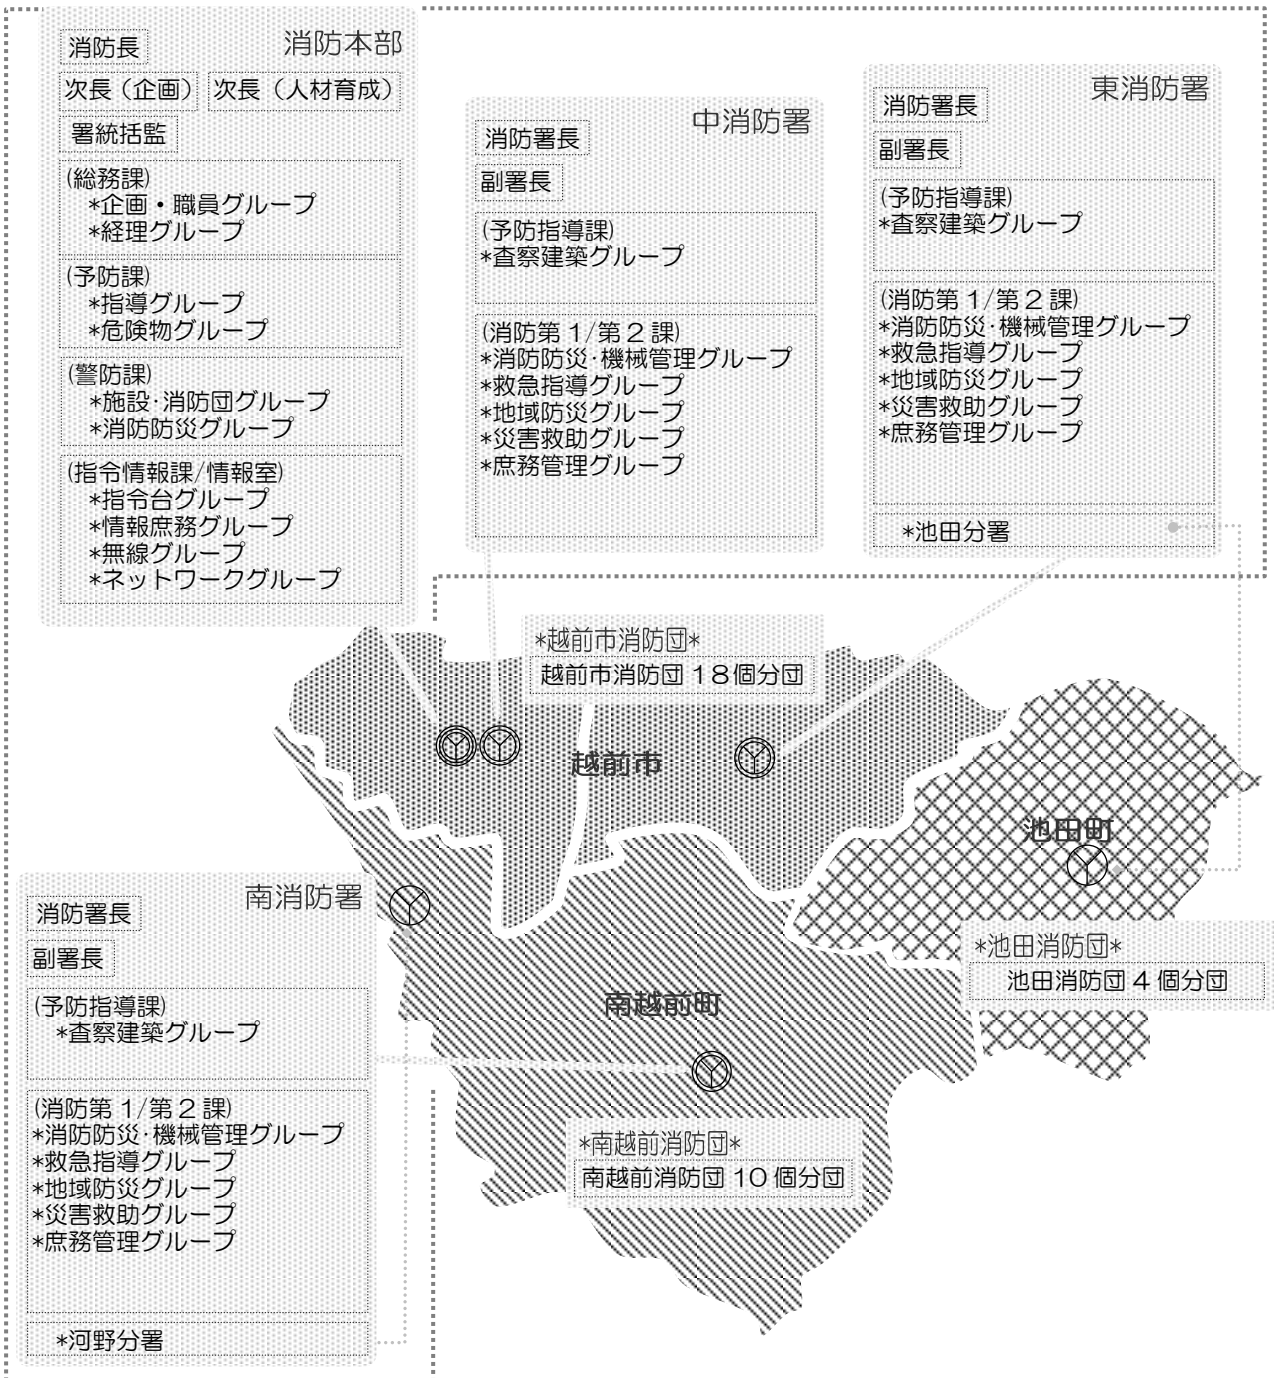 消防本部
消防長
次長（企画）
次長（人材育成）
署統括監
(総務課)
*企画・職員グループ
*経理グループ
(予防課)
*指導グループ
*危険物グループ
(警防課)
*施設·消防団グループ
*消防防災グループ
(指令情報課/情報室)
*指令台グループ
*情報庶務グループ
*無線グループ
*ネットワークグループ
中消防署
消防署長
副署長
(予防指導課)
*査察建築グループ
(消防第１/第２課)
*消防防災·機械管理グループ
*救急指導グループ
*地域防災グループ
*災害救助グループ
*庶務管理グループ
東消防署
消防署長
副署長
(予防指導課)
*査察建築グループ
(消防第１/第２課)
*消防防災·機械管理グループ
*救急指導グループ
*地域防災グループ
*災害救助グループ
*庶務管理グループ
*池田分署
*越前市消防団*
越前市消防団１８個分団
越前市
池田町
南消防署
消防署長
副署長
(予防指導課)
*査察建築グループ
(消防第１/第２課)
*消防防災·機械管理グループ
*救急指導グループ
*地域防災グループ
*災害救助グループ
*庶務管理グループ
*河野分署
*池田消防団*
池田消防団４個分団
南越前町
*南越前消防団*
南越前消防団１０個分団